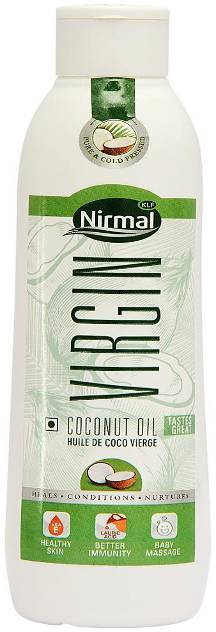 PURE & COLD PRESSED
KLF
Nirmal
VIRGIN
COCONUT OIL
HUILE DE COCO VIERGE
TASTES
GREAT
HEALS • CONDITIONS • NURTURES
E
LAURIC
ACID
HEALTHY
SKIN
BETTER
IMMUNITY
BABY
MASSAGE